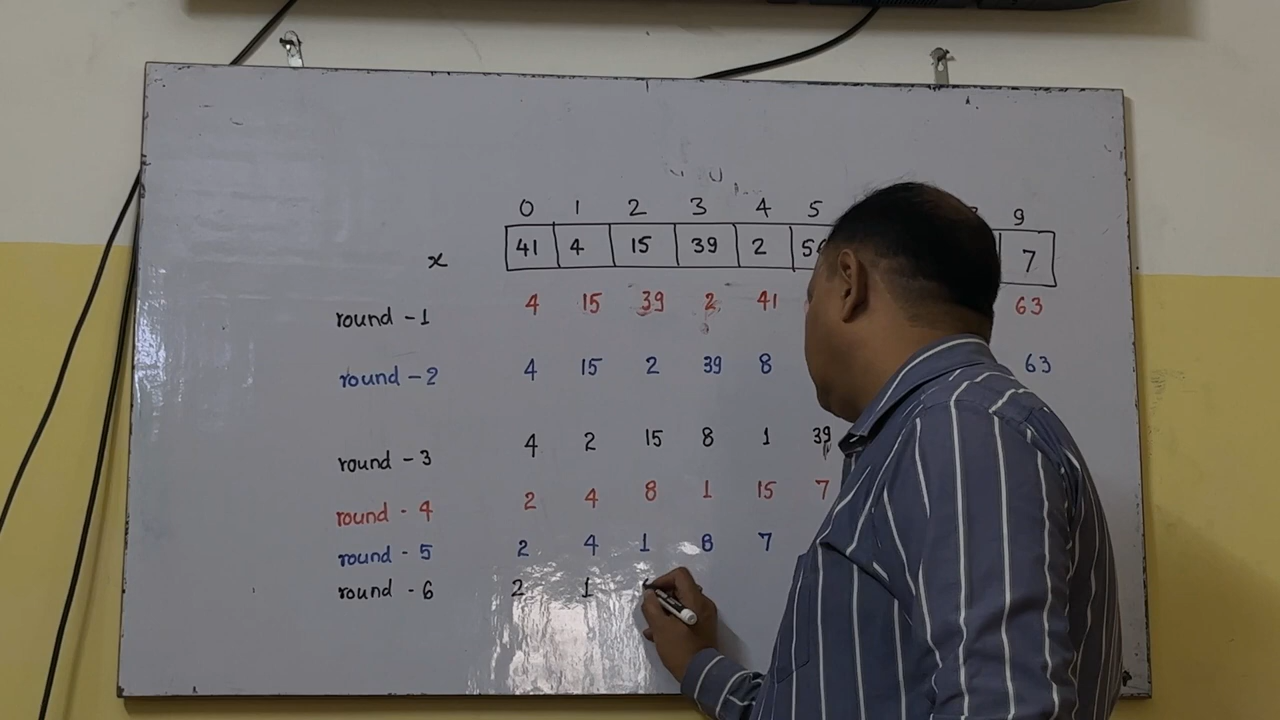 0 1 2 3 4 5 9
x 41 4 15 39 2 7
round - 1 4 15 39 2 41 63
round - 2 4 15 2 39 8 63
round - 3 4 2 15 8 1 39
round - 4 2 4 8 1 15 7
round - 5 2 4 1 8 7
round - 6 2 1